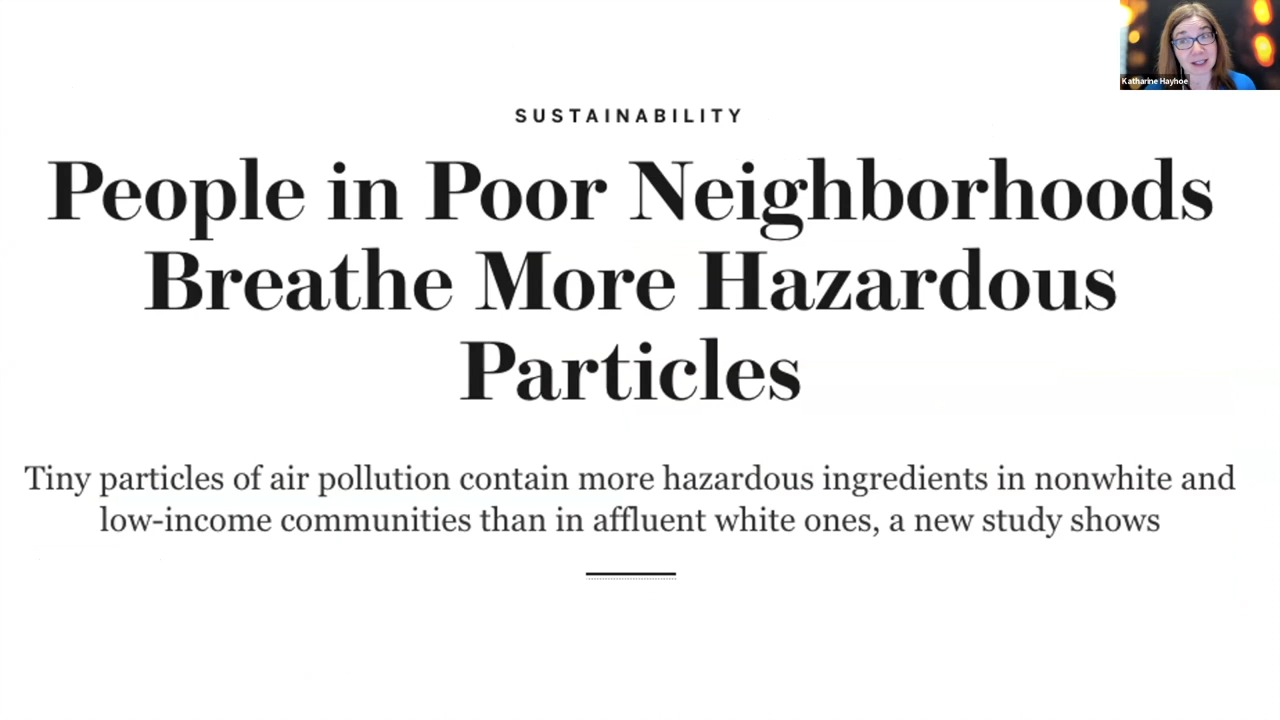 Katharine Hayhoe
SUSTAINABILITY
People in Poor Neighborhoods
Breathe More Hazardous
Particles
Tiny particles of air pollution contain more hazardous ingredients in nonwhite and
low-income communities than in affluent white ones, a new study shows